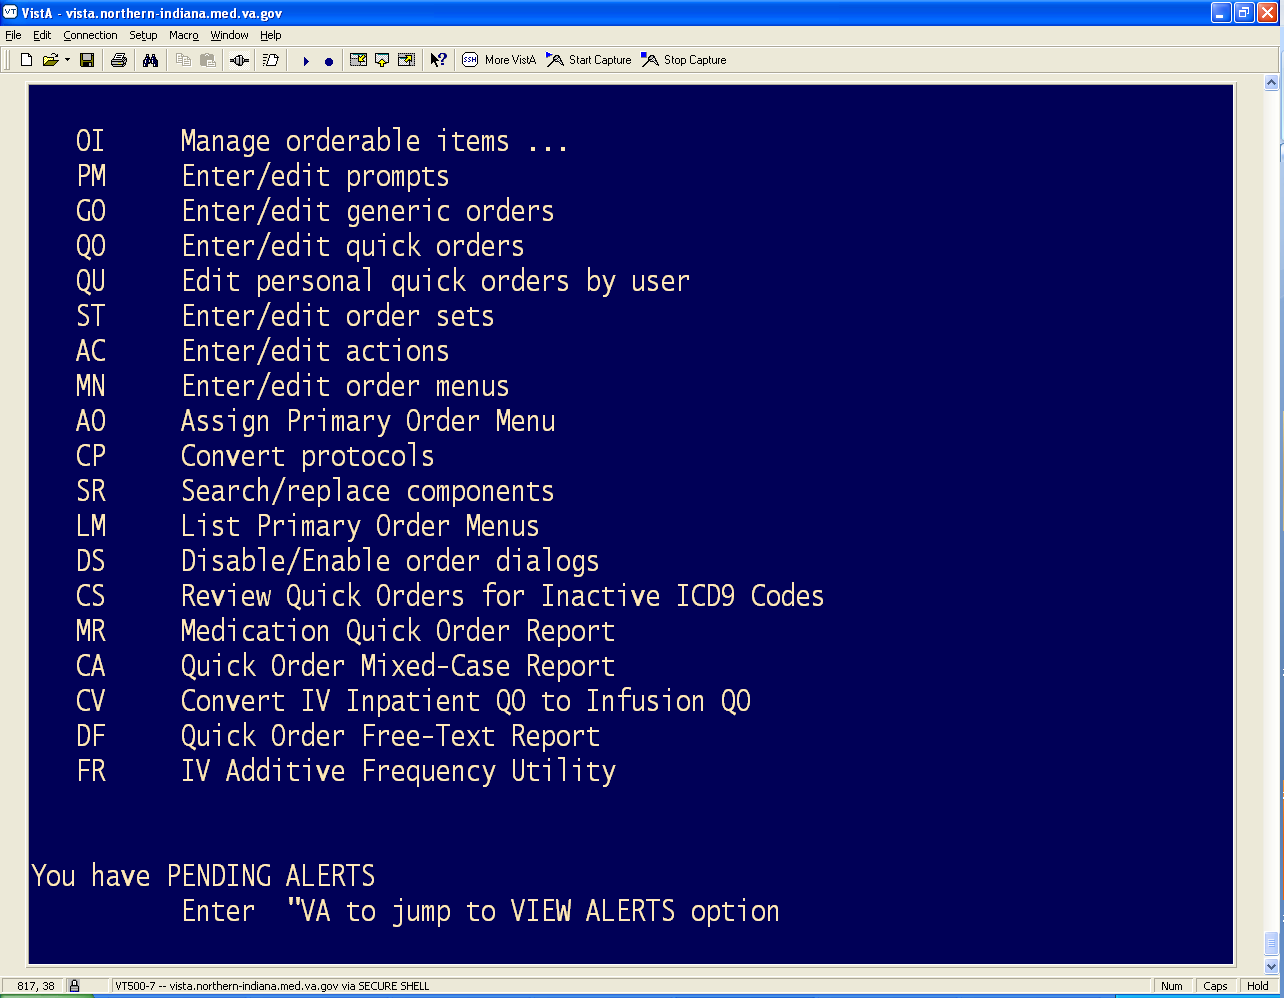 VistA - vista.northern-indiana.med.va.gov
File Edit Connection Setup Macro Window Help
SSH More VistA Start Capture Stop Capture
OI Manage orderable items ...
PM Enter/edit prompts
GO Enter/edit generic orders
QO Enter/edit quick orders
QU Edit personal quick orders by user
ST Enter/edit order sets
AC Enter/edit actions
MN Enter/edit order menus
AO Assign Primary Order Menu
CP Convert protocols
SR Search/replace components
LM List Primary Order Menus
DS Disable/Enable order dialogs
CS Review Quick Orders for Inactive ICD9 Codes
MR Medication Quick Order Report
CA Quick Order Mixed-Case Report
CV Convert IV Inpatient QO to Infusion QO
DF Quick Order Free-Text Report
FR IV Additive Frequency Utility
You have PENDING ALERTS
Enter "VA to jump to VIEW ALERTS option
817, 38 VT500-7 -- vista.northern-indiana.med.va.gov via SECURE SHELL Num Caps Hold